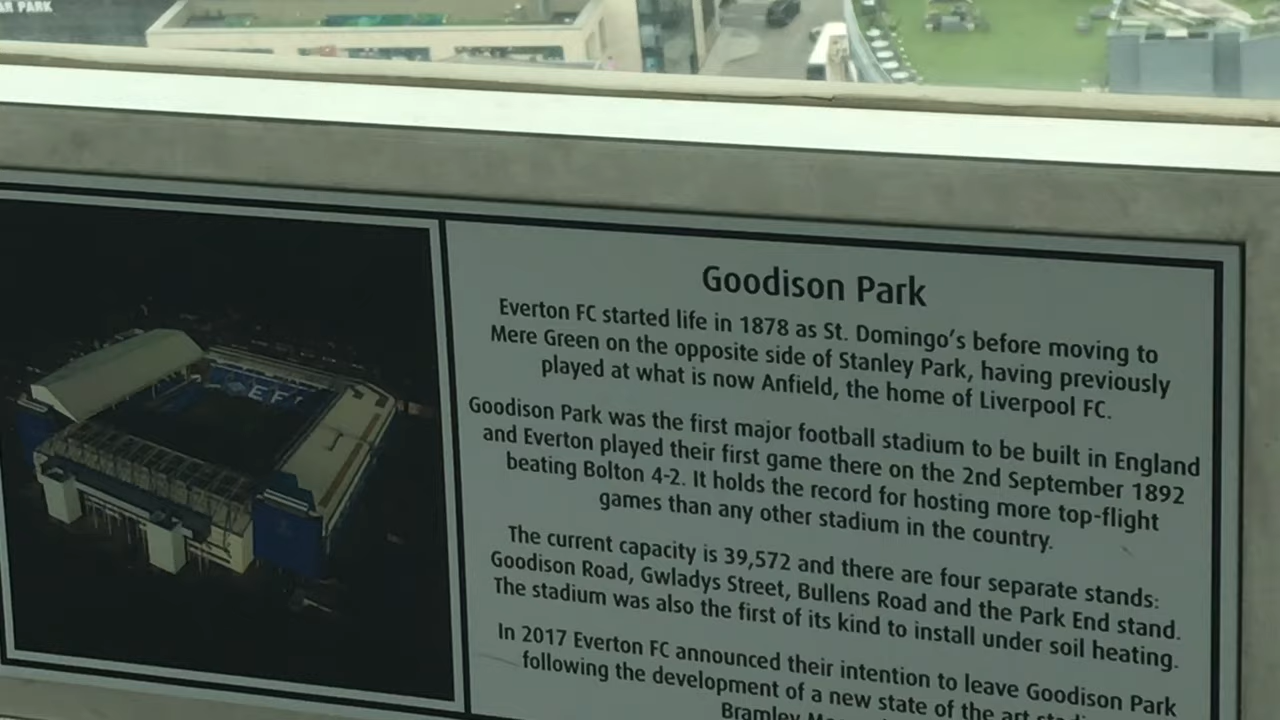 AR PARK
Goodison Park
Everton FC started life in 1878 as St. Domingo's before moving to
Mere Green on the opposite side of Stanley Park, having previously
played at what is now Anfield, the home of Liverpool FC.
Goodison Park was the first major football stadium to be built in England
and Everton played their first game there on the 2nd September 1892
beating Bolton 4-2. It holds the record for hosting more top-flight
games than any other stadium in the country.
The current capacity is 39,572 and there are four separate stands:
Goodison Road, Gwladys Street, Bullens Road and the Park End stand.
The stadium was also the first of its kind to install under soil heating.
In 2017 Everton FC announced their intention to leave Goodison Park
following the development of a new state of the art
Bramley